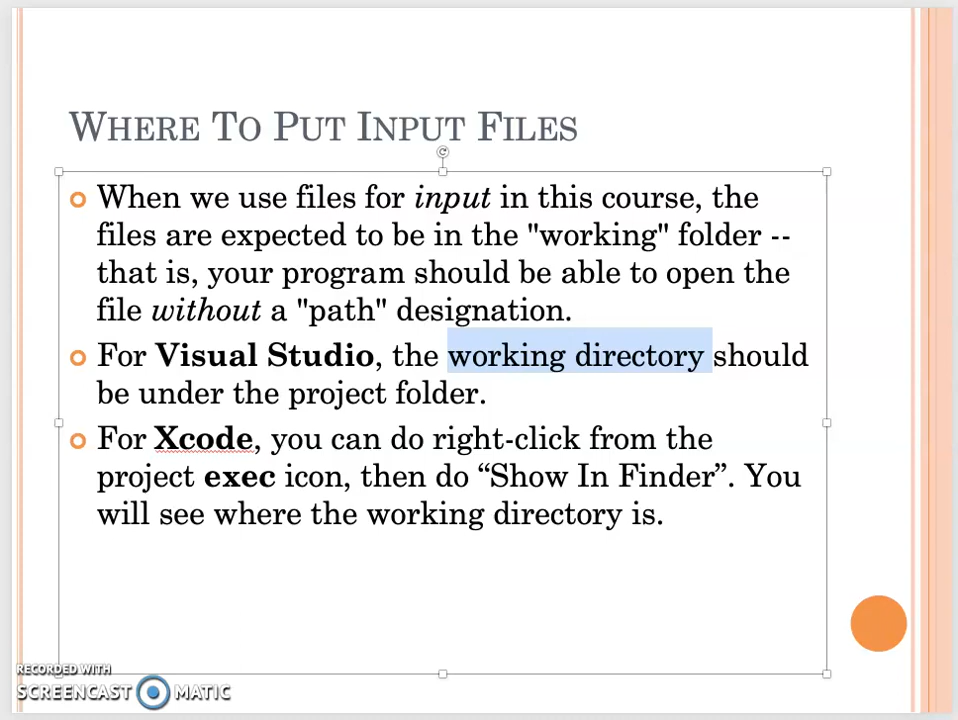 WHERE TO PUT INPUT FILES
When we use files for input in this course, the
files are expected to be in the "working" folder --
that is, your program should be able to open the
file without a "path" designation.
For Visual Studio, the working directory should
be under the project folder.
For Xcode, you can do right-click from the
project exec icon, then do “Show In Finder”. You
will see where the working directory is.
RECORDED WITH
SCREENCAST MATIC